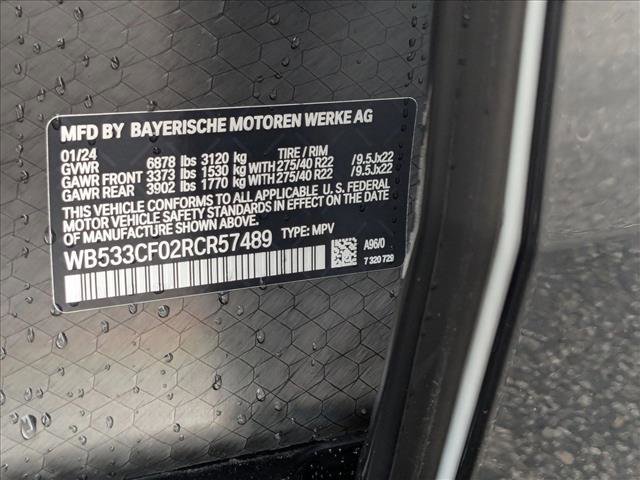 MFD BY BAYERISCHE MOTOREN WERKE AG
01/24 TIRE / RIM
GVWR 6878 lbs 3120 kg
GAWR FRONT 3373 lbs 1530 kg WITH 275/40 R22 /9.5Jx22
GAWR REAR 3902 lbs 1770 kg WITH 275/40 R22 /9.5Jx22
THIS VEHICLE CONFORMS TO ALL APPLICABLE U. S. FEDERAL
MOTOR VEHICLE SAFETY STANDARDS IN EFFECT ON THE DATE
OF MANUFACTURE SHOWN ABOVE.
WB533CF02RCR57489 TYPE: MPV
A96/0
7 320 729